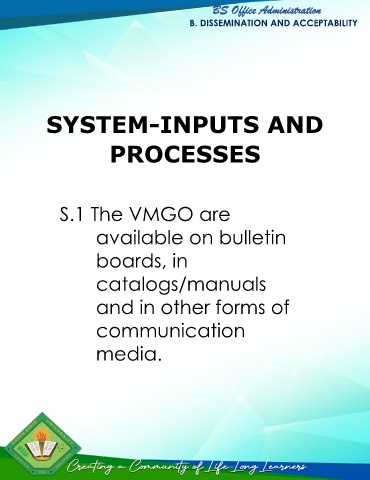 BS Office Administration
B. DISSEMINATION AND ACCEPTABILITY
SYSTEM-INPUTS AND
PROCESSES
S.1 The VMGO are
available on bulletin
boards, in
catalogs/manuals
and in other forms of
communication
media.
Creating a Community of Life Long Learners